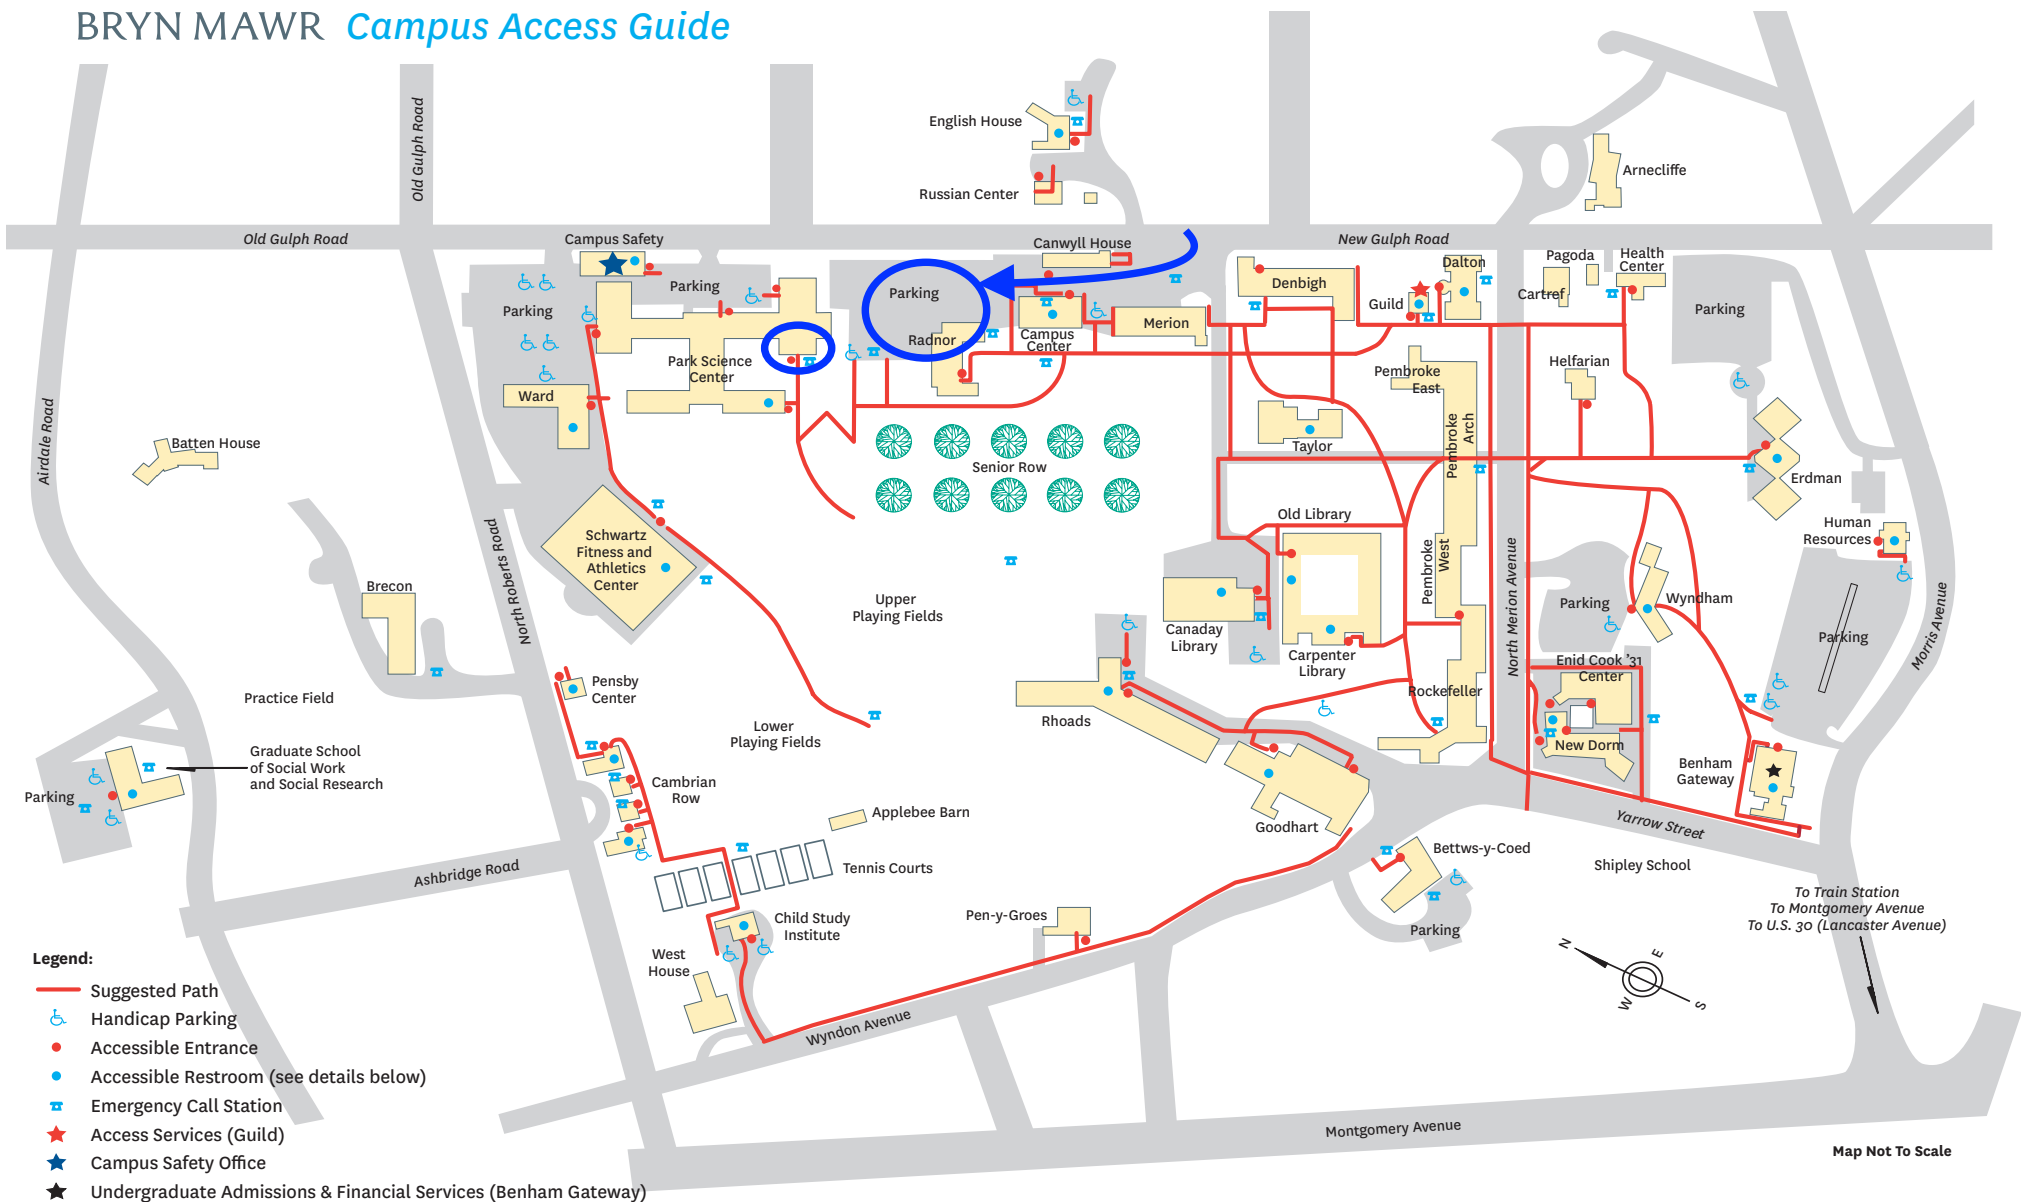 BRYN MAWR Campus Access Guide
Old Gulph Road
English House
Russian Center
Arnecliffe
Old Gulph Road
Campus Safety
Canwyll House
New Gulph Road
Pagoda
Health
Center
Dalton
Parking
Parking
Denbigh
Cartref
Guild
Parking
Parking
Merion
Campus
Center
Radnor
Park Science
Center
Helfarian
Pembroke
East
Ward
Airdale Road
Batten House
Pembroke
Arch
Taylor
Senior Row
Erdman
Old Library
Human
Resources
North Roberts Road
Schwartz
Fitness and
Athletics
Center
Pembroke
West
North Merion Avenue
Brecon
Upper
Playing Fields
Parking
Wyndham
Morris Avenue
Canaday
Library
Carpenter
Library
Parking
Enid Cook ’31
Center
Pensby
Center
Practice Field
Rockefeller
Rhoads
Lower
Playing Fields
New Dorm
Graduate School
of Social Work
and Social Research
Benham
Gateway
Cambrian
Row
Parking
Applebee Barn
Goodhart
Yarrow Street
Bettws-y-Coed
Shipley School
Tennis Courts
Ashbridge Road
To Train Station
To Montgomery Avenue
To U.S. 30 (Lancaster Avenue)
Child Study
Institute
Pen-y-Groes
Parking
West
House
N
E
W
S
Wyndon Avenue
Legend:
Suggested Path
Handicap Parking
Accessible Entrance
Accessible Restroom (see details below)
Emergency Call Station
Access Services (Guild)
Campus Safety Office
Undergraduate Admissions & Financial Services (Benham Gateway)
Montgomery Avenue
Map Not To Scale